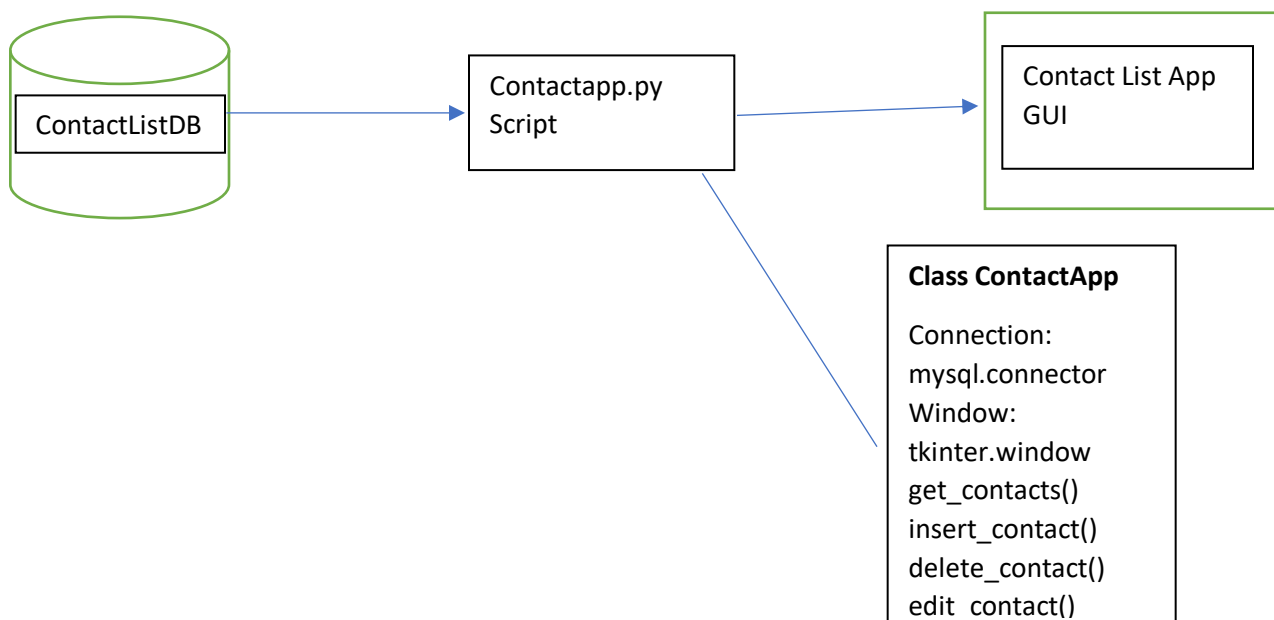 ContactListDB
Contactapp.py
Script
Contact List App
GUI
Class ContactApp
Connection:
mysql.connector
Window:
tkinter.window
get_contacts()
insert_contact()
delete_contact()
edit_contact()